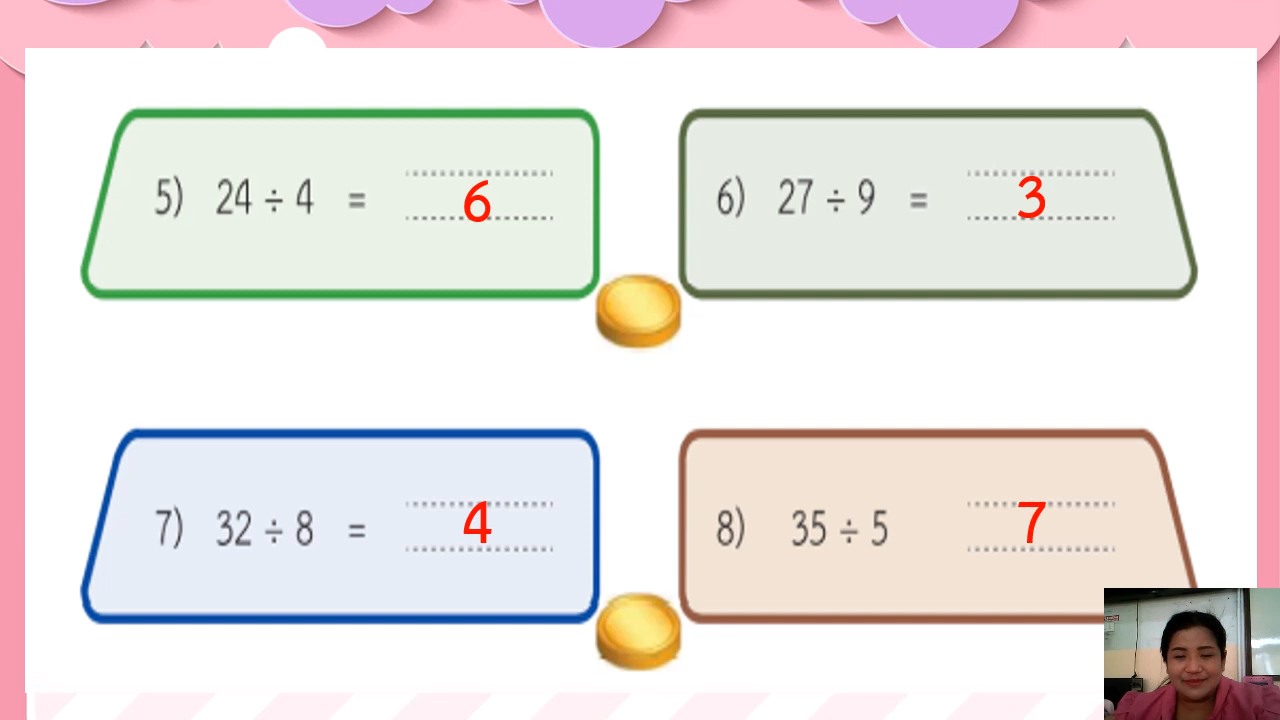 5) 24 ÷ 4 = 6
6) 27 ÷ 9 = 3
7) 32 ÷ 8 = 4
8) 35 ÷ 5 7